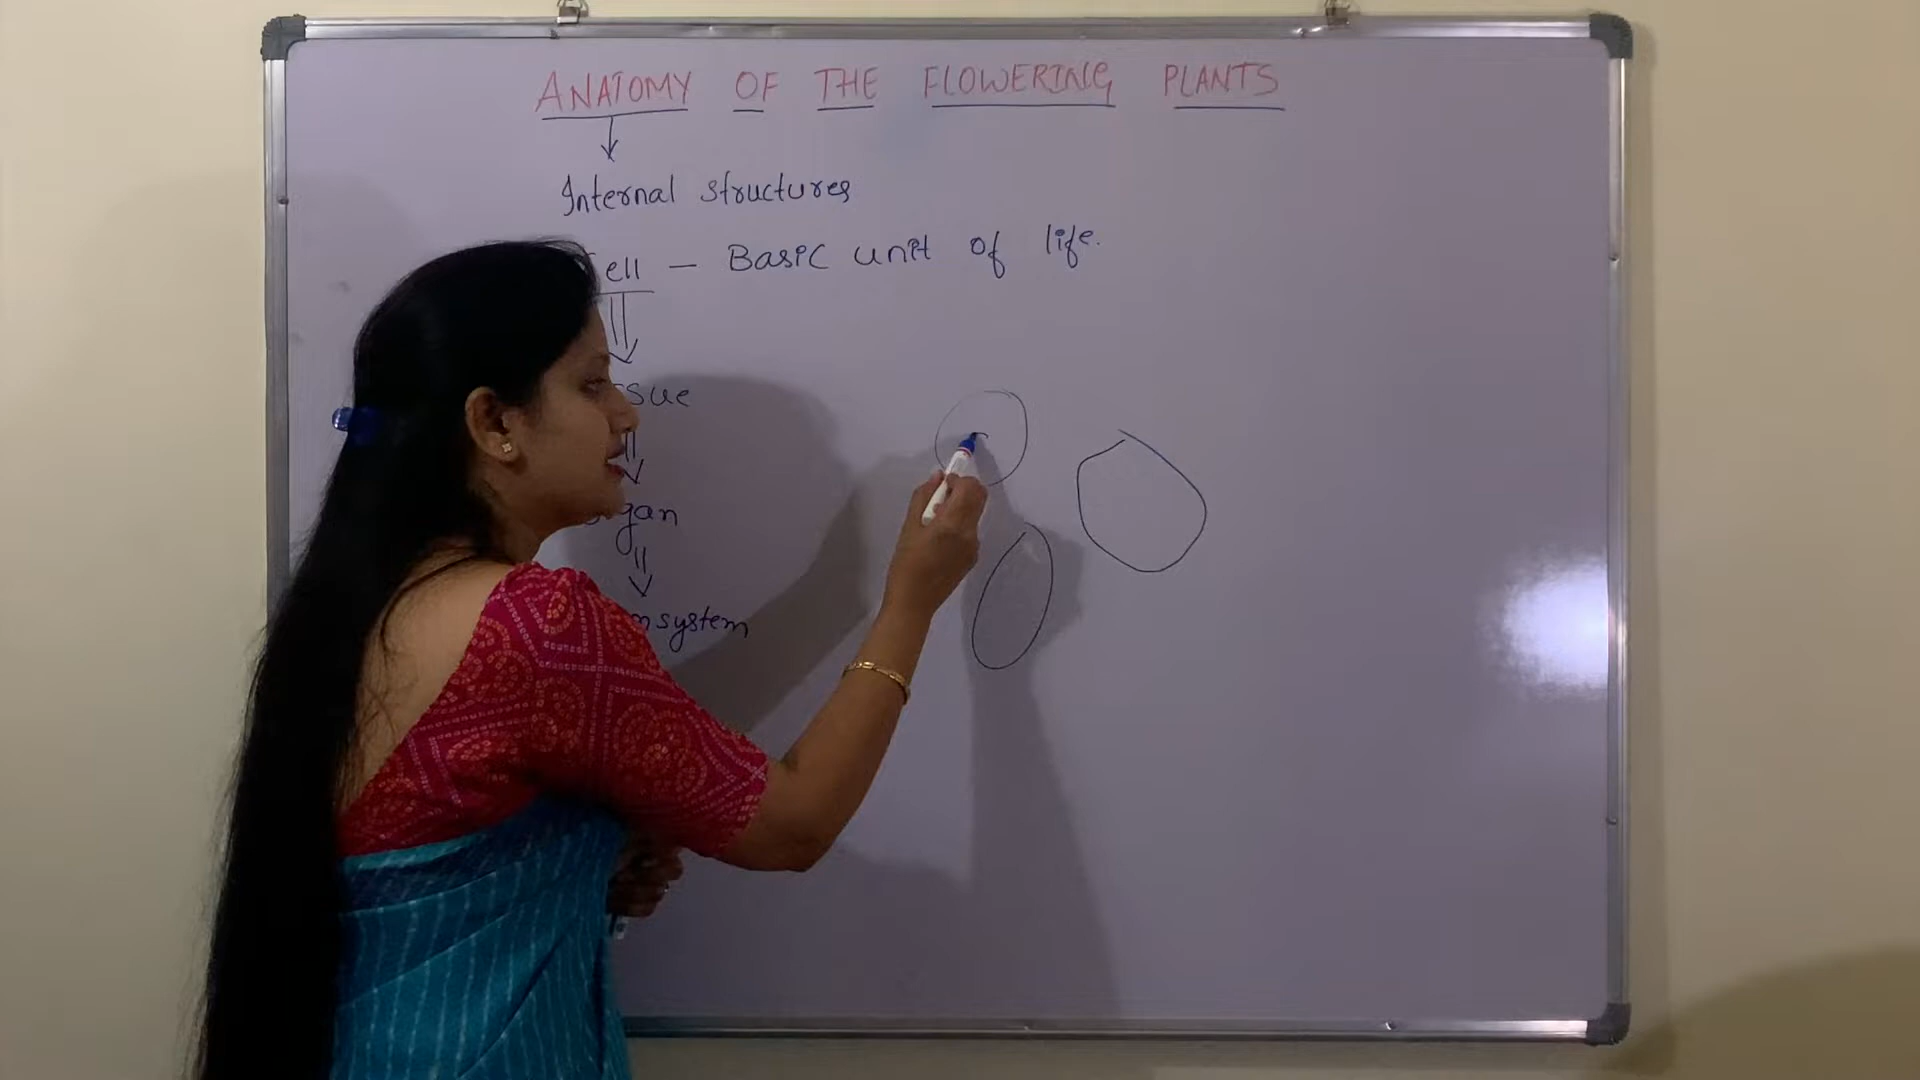 ANATOMY OF THE FLOWERING PLANTS
Internal structures
ell — Basic unit of life.
ssue
gan
system